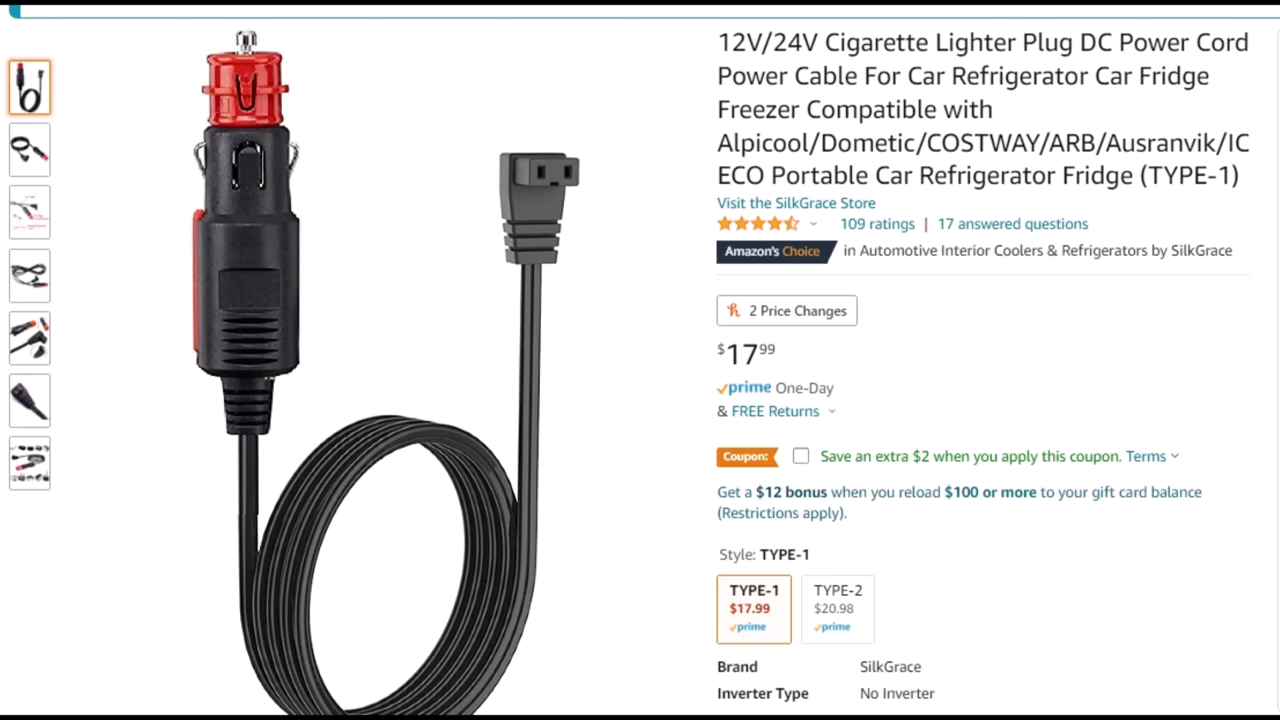 12V/24V Cigarette Lighter Plug DC Power Cord
Power Cable For Car Refrigerator Car Fridge
Freezer Compatible with
Alpicool/Dometic/COSTWAY/ARB/Ausranvik/IC
ECO Portable Car Refrigerator Fridge (TYPE-1)
Visit the SilkGrace Store
109 ratings | 17 answered questions
Amazon's Choice in Automotive Interior Coolers & Refrigerators by SilkGrace
2 Price Changes
$1799
prime One-Day
& FREE Returns
Coupon: Save an extra $2 when you apply this coupon. Terms
Get a $12 bonus when you reload $100 or more to your gift card balance
(Restrictions apply).
Style: TYPE-1
TYPE-1 TYPE-2
$17.99 $20.98
prime prime
Brand SilkGrace
Inverter Type No Inverter